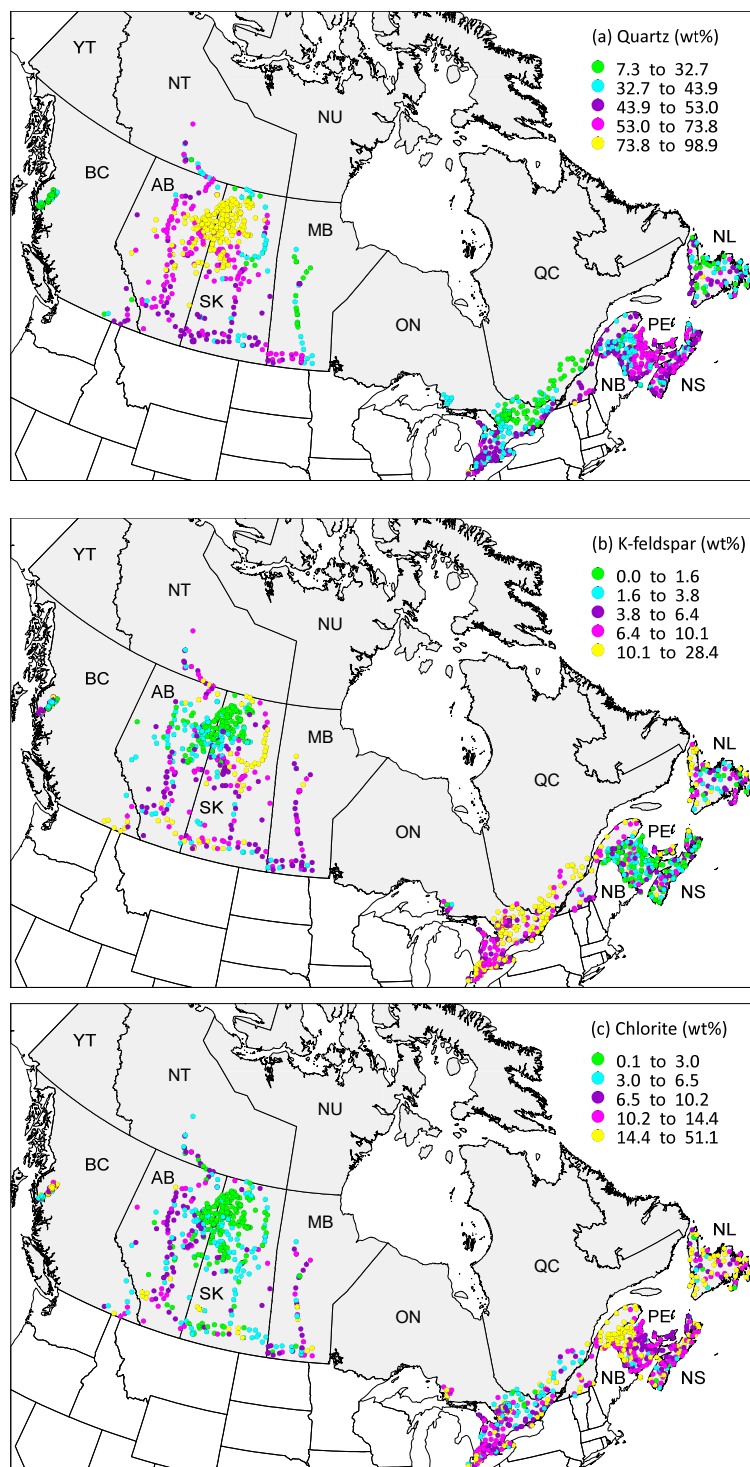 (a) Quartz (wt%)
7.3 to 32.7
32.7 to 43.9
43.9 to 53.0
53.0 to 73.8
73.8 to 98.9
YT
NT
NU
BC
AB
MB
SK
ON
QC
NL
PE
NB
NS
(b) K-feldspar (wt%)
0.0 to 1.6
1.6 to 3.8
3.8 to 6.4
6.4 to 10.1
10.1 to 28.4
YT
NT
NU
BC
AB
MB
SK
ON
QC
NL
PE
NB
NS
(c) Chlorite (wt%)
0.1 to 3.0
3.0 to 6.5
6.5 to 10.2
10.2 to 14.4
14.4 to 51.1
YT
NT
NU
BC
AB
MB
SK
ON
QC
NL
PE
NB
NS